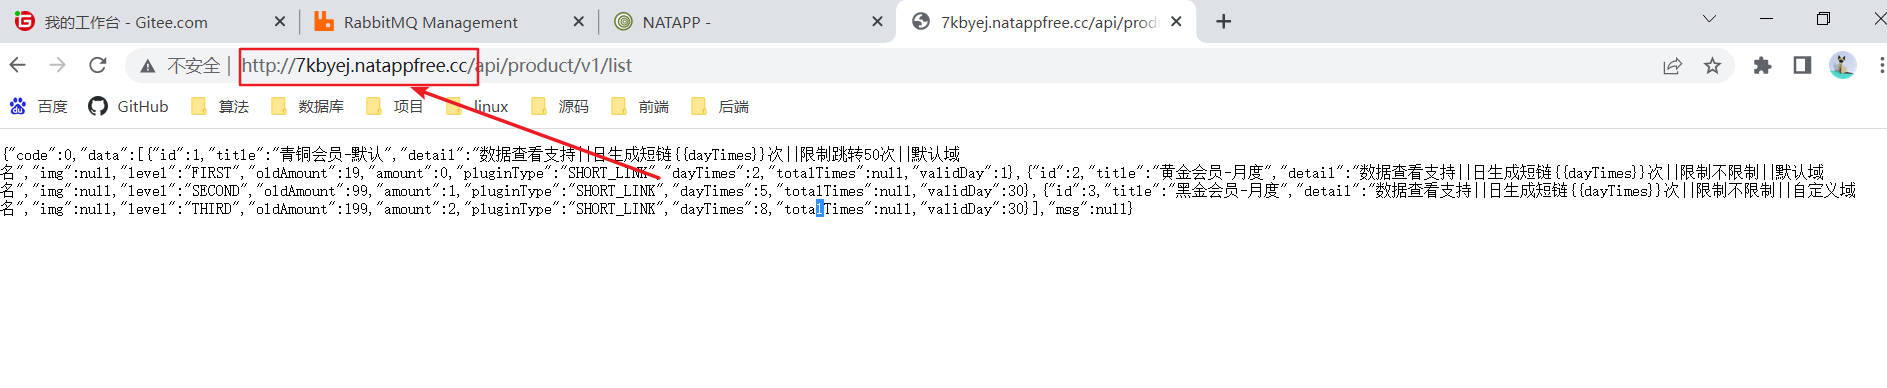 我的工作台 - Gitee.com
RabbitMQ Management
NATAPP -
7kbyej.natappfree.cc/api/prod
不安全 | http://7kbyej.natappfree.cc/api/product/v1/list
百度 GitHub 算法 数据库 项目 linux 源码 前端 后端
{"code":0,"data":[{"id":1,"title":"青铜会员-默认","detail":"数据查看支持||日生成短链{{dayTimes}}次||限制跳转50次||默认域
名","img":null,"level":"FIRST","oldAmount":19,"amount":0,"pluginType":"SHORT_LINK","dayTimes":2,"totalTimes":null,"validDay":1},{"id":2,"title":"黄金会员-月度","detail":"数据查看支持||日生成短链{{dayTimes}}次||限制不限制||默认域
名","img":null,"level":"SECOND","oldAmount":99,"amount":1,"pluginType":"SHORT_LINK","dayTimes":5,"totalTimes":null,"validDay":30},{"id":3,"title":"黑金会员-月度","detail":"数据查看支持||日生成短链{{dayTimes}}次||限制不限制||自定义域
名","img":null,"level":"THIRD","oldAmount":199,"amount":2,"pluginType":"SHORT_LINK","dayTimes":8,"totalTimes":null,"validDay":30}],"msg":null}